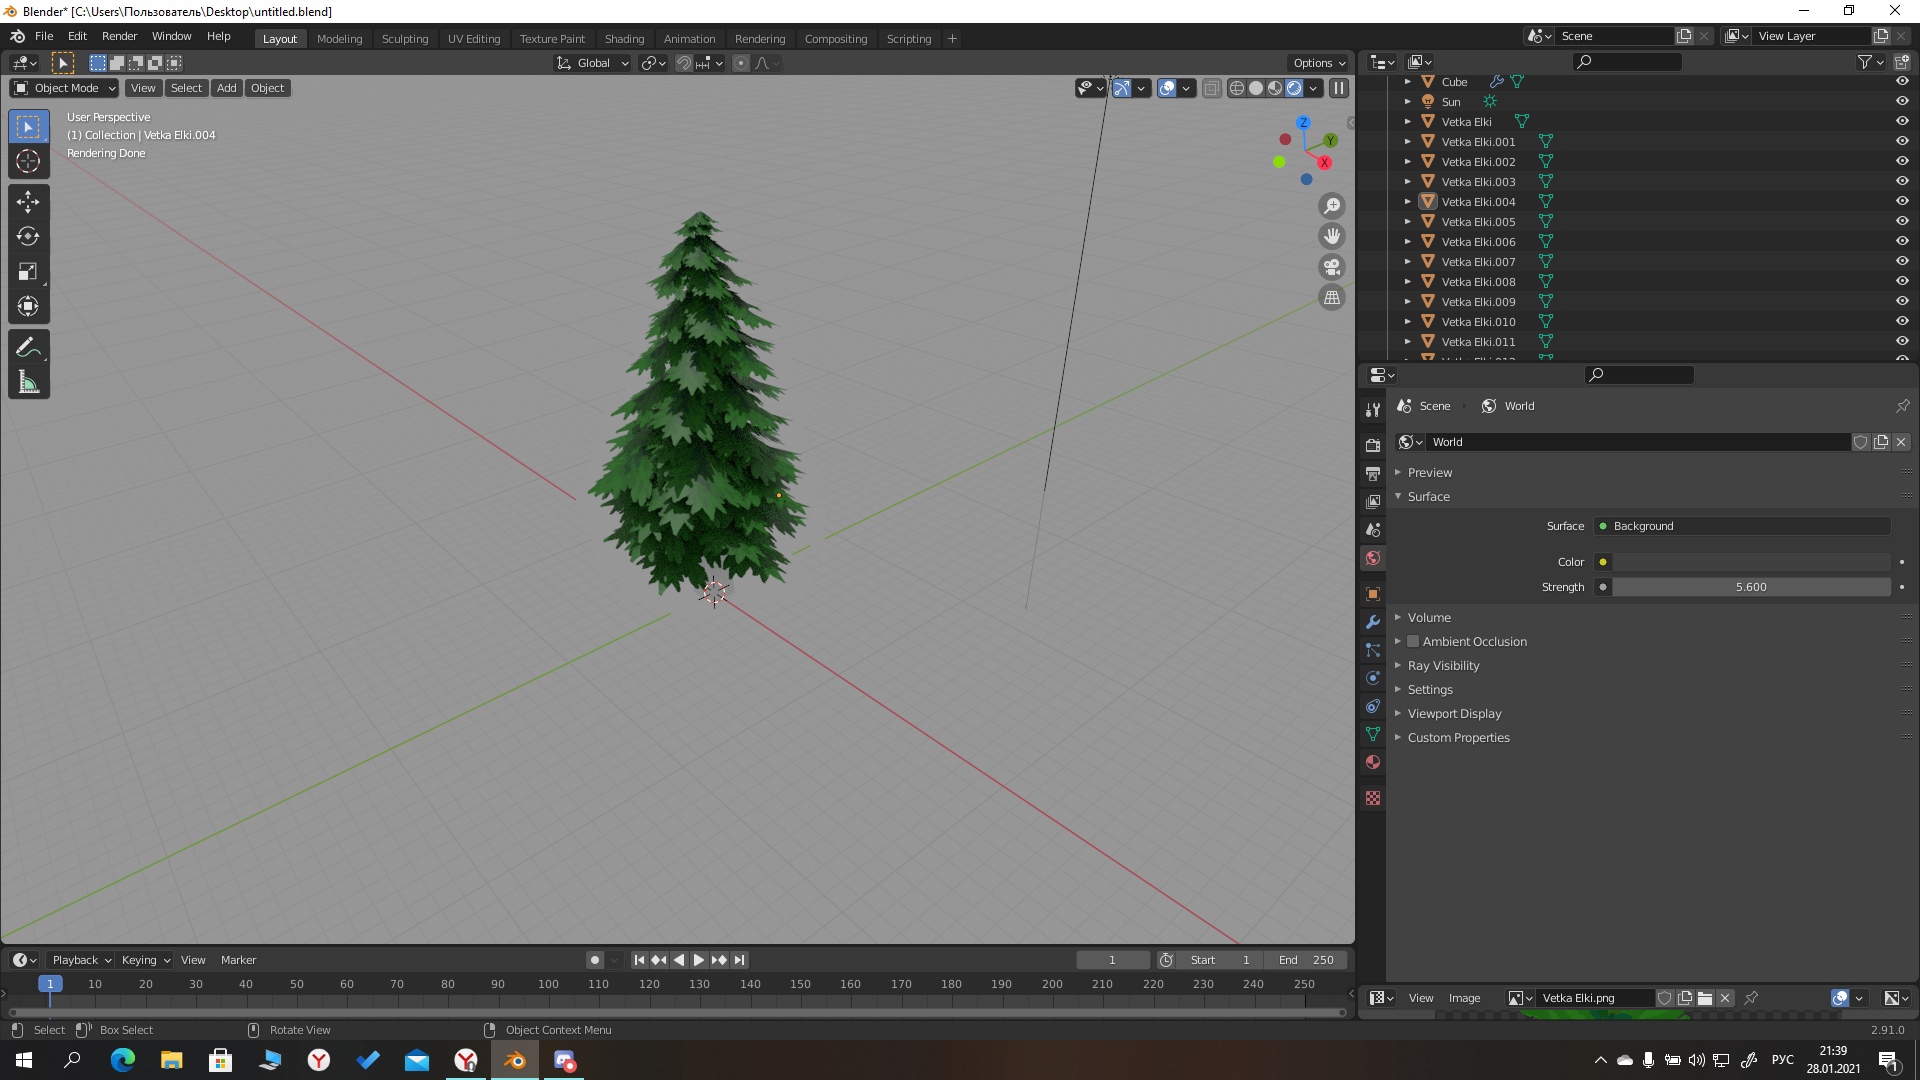 Blender* [C:\Users\Пользователь\Desktop\untitled.blend]
File Edit Render Window Help
Layout Modeling Sculpting UV Editing Texture Paint Shading Animation Rendering Compositing Scripting +
Scene
View Layer
Global
Options
Object Mode View Select Add Object
User Perspective
(1) Collection | Vetka Elki.004
Rendering Done
Z
Y
X
Cube
Sun
Vetka Elki
Vetka Elki.001
Vetka Elki.002
Vetka Elki.003
Vetka Elki.004
Vetka Elki.005
Vetka Elki.006
Vetka Elki.007
Vetka Elki.008
Vetka Elki.009
Vetka Elki.010
Vetka Elki.011
Scene World
World
Preview
Surface
Surface Background
Color
Strength 5.600
Volume
Ambient Occlusion
Ray Visibility
Settings
Viewport Display
Custom Properties
Playback Keying View Marker
1 Start 1 End 250
1 10 20 30 40 50 60 70 80 90 100 110 120 130 140 150 160 170 180 190 200 210 220 230 240 250
View Image Vetka Elki.png
Select Box Select Rotate View Object Context Menu
2.91.0
РУС
21:39
28.01.2021
1